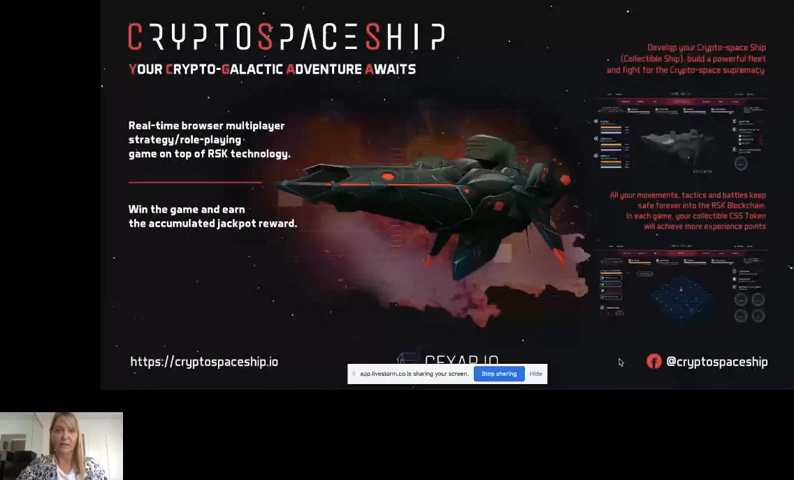 CRYPTOSPACESHIP
YOUR CRYPTO-GALACTIC ADVENTURE AWAITS
Real-time browser multiplayer
strategy/role-playing
game on top of RSK technology.
Win the game and earn
the accumulated jackpot reward.
Develop your Crypto-space Ship
(Collectible Ship), build a powerful fleet
and fight for the Crypto-space supremacy
All your movements, tactics and battles keep
safe forever into the RSK Blockchain.
In each game, your collectible CSS Token
will achieve more experience points
https://cryptospaceship.io
GEXAR.IO
@cryptospaceship
app.livestorm.co is sharing your screen.
Stop sharing
Hide